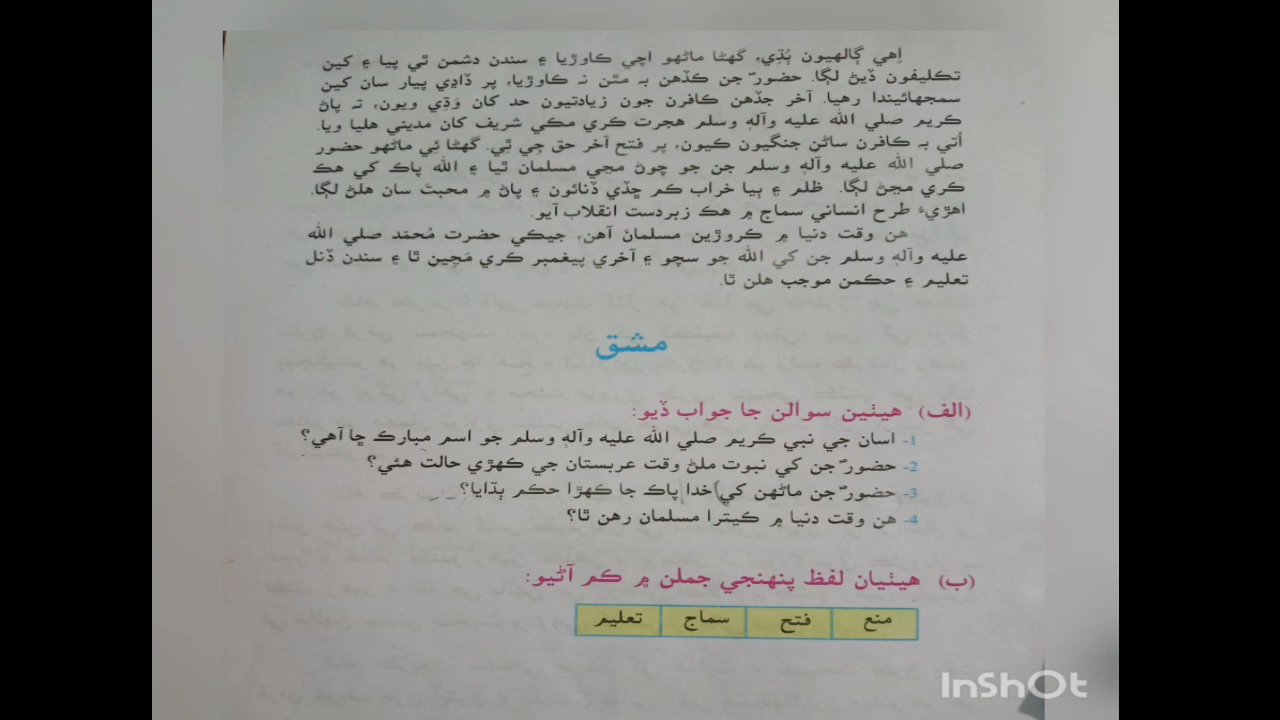 اِهي ڳالهيون ٻُڌي، گهڻا ماڻهو اچي ڪاوڙيا ۽ سندن دشمن ٿي پيا ۽ کين
تڪليفون ڏيڻ لڳا. حضورؐ جن ڪڏهن به مٿن نه ڪاوڙيا، پر ڏاڍي پيار سان کين
سمجهائيندا رهيا. آخر جڏهن ڪافرن جون زيادتيون حد کان وَڌي ويون، ته پاڻ
ڪريم صلي الله عليه وآلهٖ وسلم هجرت ڪري مڪي شريف کان مديني هليا ويا.
اُتي به ڪافرن ساڻن جنگيون ڪيون، پر فتح آخر حق جي ٿي. گهڻا ئي ماڻهو حضور
صلي الله عليه وآلهٖ وسلم جن جو چوڻ مڃي مسلمان ٿيا ۽ الله پاڪ کي هڪ
ڪري مڃڻ لڳا. ظلم ۽ ٻيا خراب ڪم ڇڏي ڏنائون ۽ پاڻ ۾ محبت سان هلڻ لڳا.
اهڙيءَ طرح انساني سماج ۾ هڪ زبردست انقلاب آيو.
هن وقت دنيا ۾ ڪروڙين مسلمان آهن، جيڪي حضرت مُحمّد صلي الله
عليه وآلهٖ وسلم جن کي الله جو سچو ۽ آخري پيغمبر ڪري مَڃين ٿا ۽ سندن ڏنل
تعليم ۽ حڪمن موجب هلن ٿا.
مشق
(الف) هيٺين سوالن جا جواب ڏيو:
1- اسان جي نبي ڪريم صلي الله عليه وآلهٖ وسلم جو اسم مبارڪ ڇا آهي؟
2- حضورؐ جن کي نبوت ملڻ وقت عربستان جي ڪهڙي حالت هئي؟
3- حضورؐ جن ماڻهن کي خدا پاڪ جا ڪهڙا حڪم ٻڌايا؟
4- هن وقت دنيا ۾ ڪيترا مسلمان رهن ٿا؟
(ب) هيٺيان لفظ پنهنجي جملن ۾ ڪم آڻيو:
منع فتح سماج تعليم
InShOt